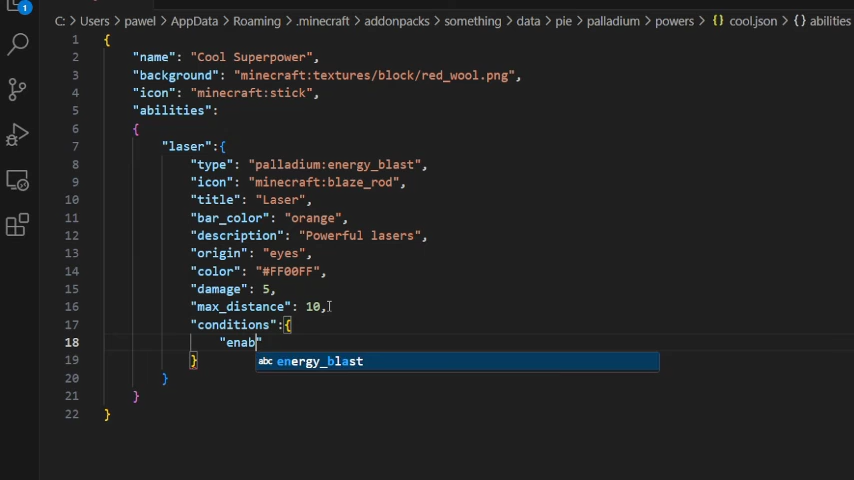 1
C: > Users > pawel > AppData > Roaming > .minecraft > addonpacks > something > data > pie > palladium > powers > {} cool.json > {} abilities
1 {
2 "name": "Cool Superpower",
3 "background": "minecraft:textures/block/red_wool.png",
4 "icon": "minecraft:stick",
5 "abilities":
6 {
7 "laser":{
8 "type": "palladium:energy_blast",
9 "icon": "minecraft:blaze_rod",
10 "title": "Laser",
11 "bar_color": "orange",
12 "description": "Powerful lasers",
13 "origin": "eyes",
14 "color": "#FF00FF",
15 "damage": 5,
16 "max_distance": 10,
17 "conditions":{
18 "enab"
abc energy_blast
19 }
20 }
21 }
22 }